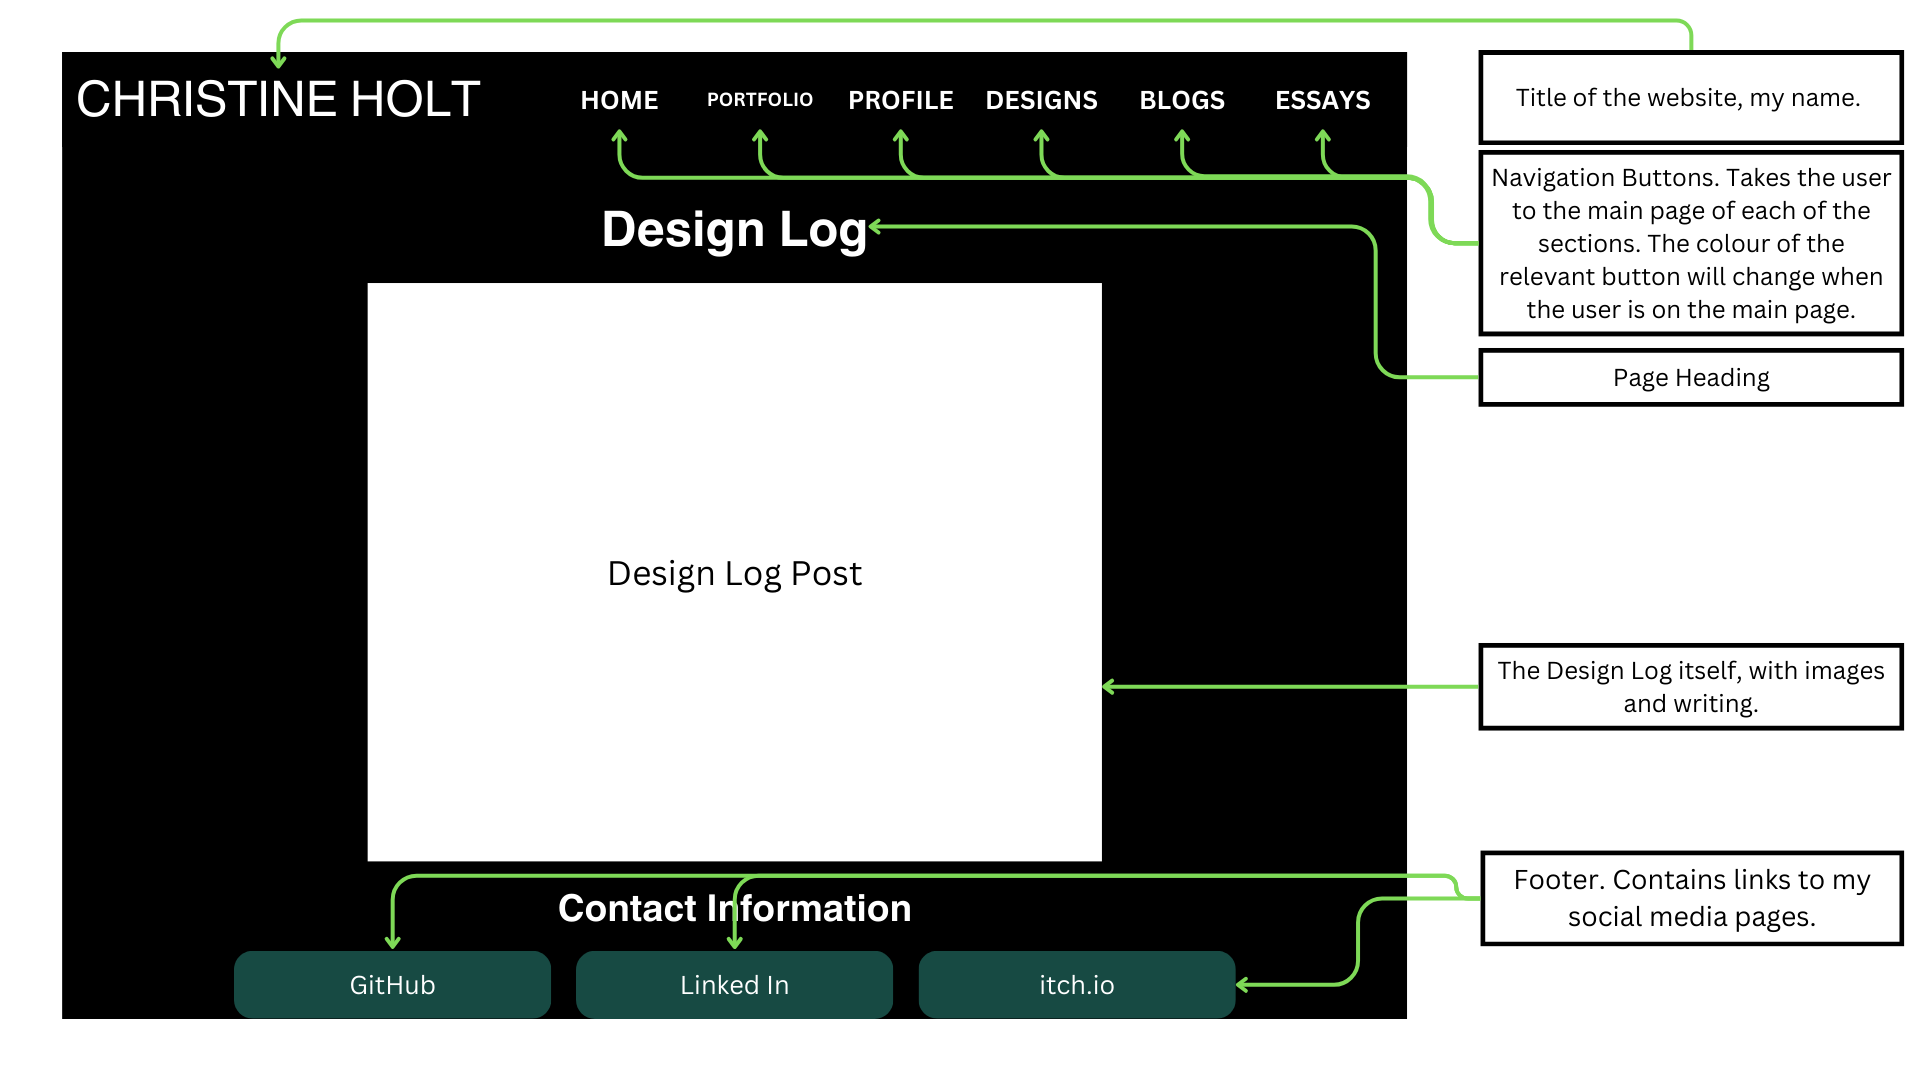 CHRISTINE HOLT
HOME PORTFOLIO PROFILE DESIGNS BLOGS ESSAYS
Title of the website, my name.
Navigation Buttons. Takes the user
to the main page of each of the
sections. The colour of the
relevant button will change when
the user is on the main page.
Design Log
Page Heading
Design Log Post
The Design Log itself, with images
and writing.
Contact Information
Footer. Contains links to my
social media pages.
GitHub
Linked In
itch.io